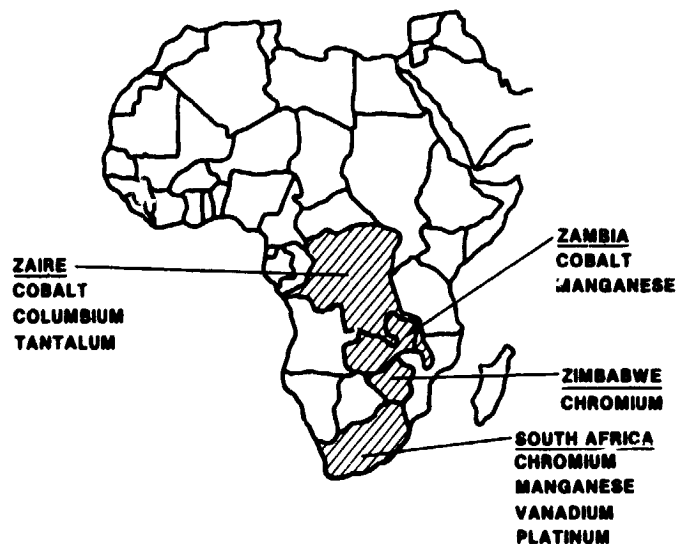 ZAIRE
COBALT
COLUMBIUM
TANTALUM
ZAMBIA
COBALT
MANGANESE
ZIMBABWE
CHROMIUM
SOUTH AFRICA
CHROMIUM
MANGANESE
VANADIUM
PLATINUM